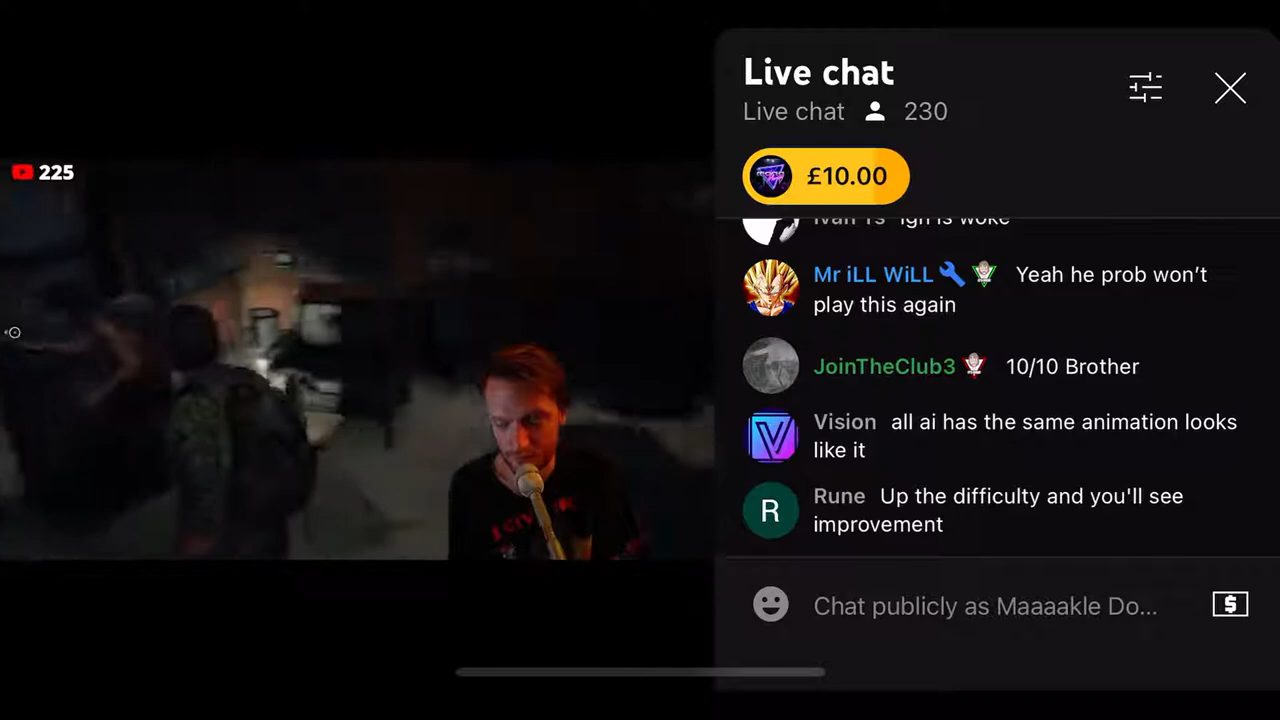 Live chat
Live chat 230
£10.00
225
Ivan Ts ign is woke
Mr iLL WiLL Yeah he prob won't
play this again
JoinTheClub3 10/10 Brother
Vision all ai has the same animation looks
like it
R Rune Up the difficulty and you'll see
improvement
Chat publicly as Maaaakle Do...